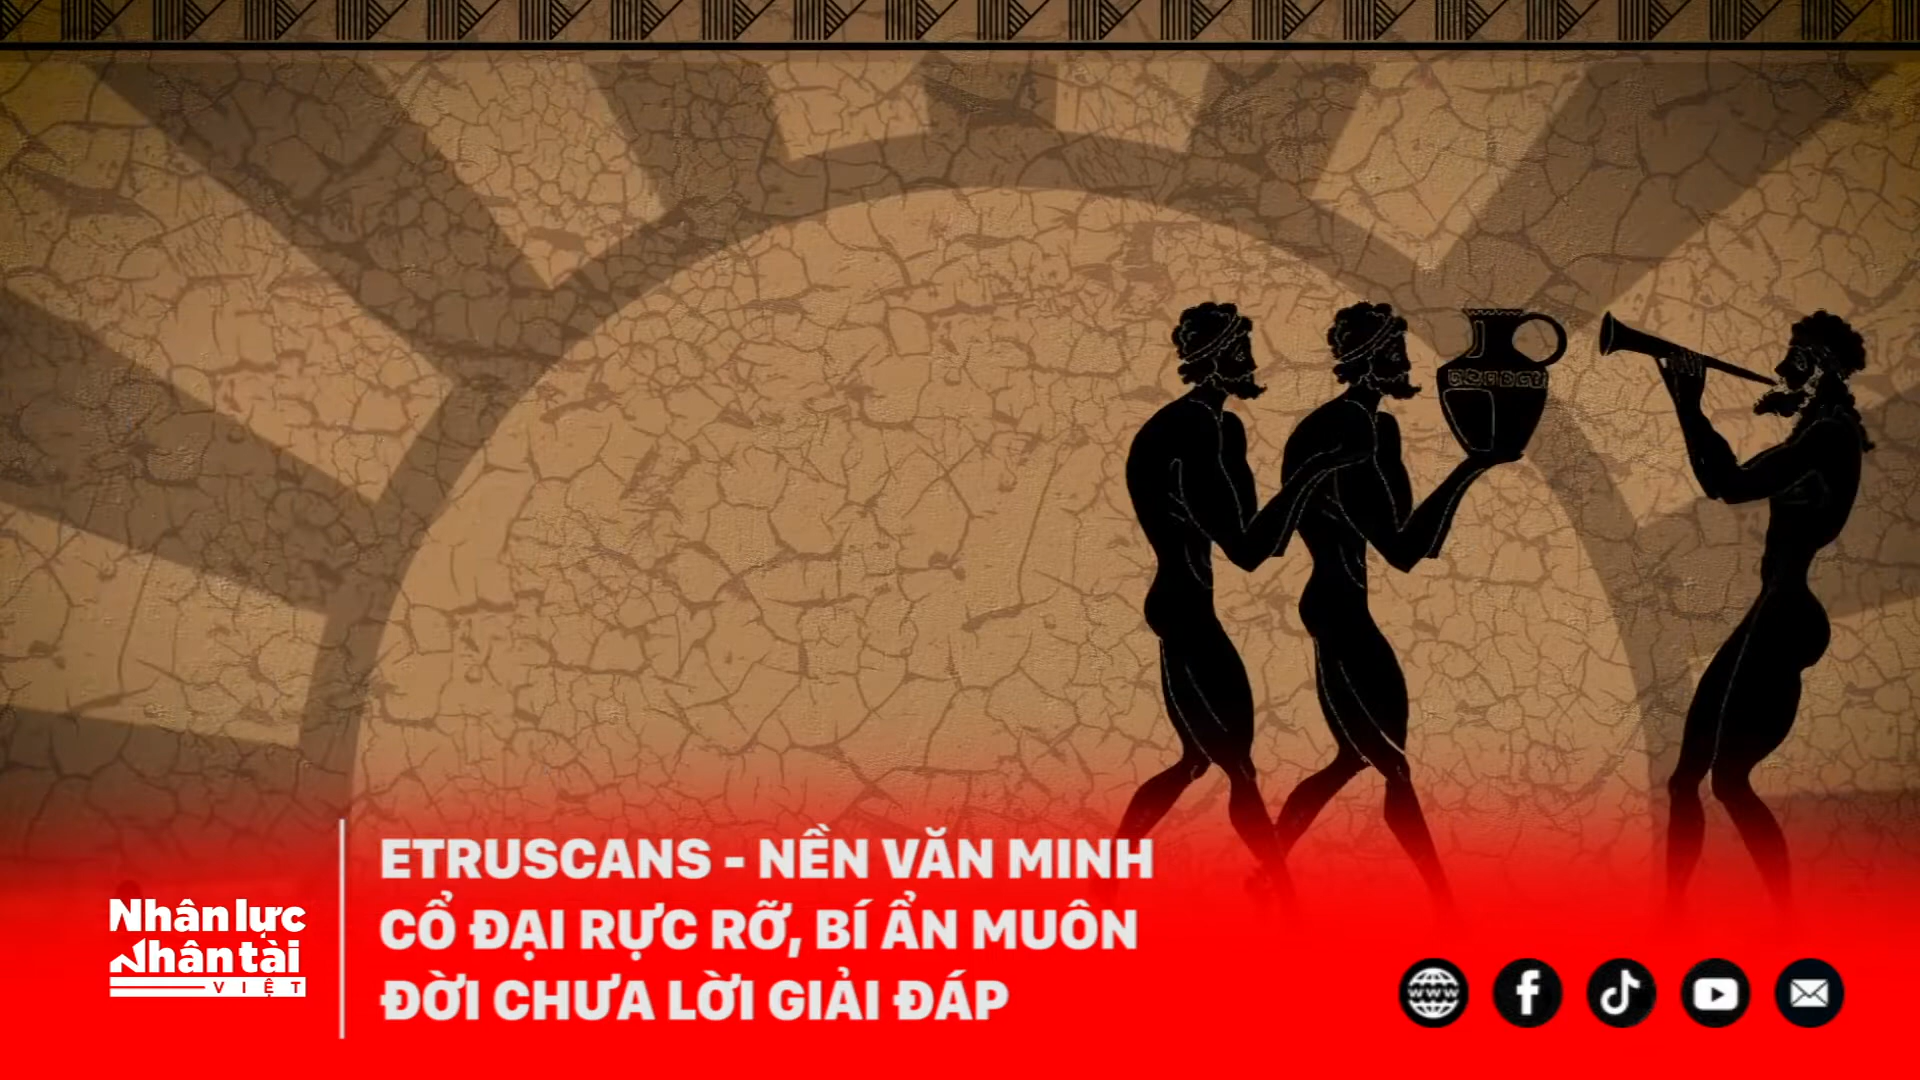 ETRUSCANS - NỀN VĂN MINH
CỔ ĐẠI RỰC RỠ, BÍ ẨN MUÔN
ĐỜI CHƯA LỜI GIẢI ĐÁP
Nhân lực
Nhân tài
VIỆT
WWW